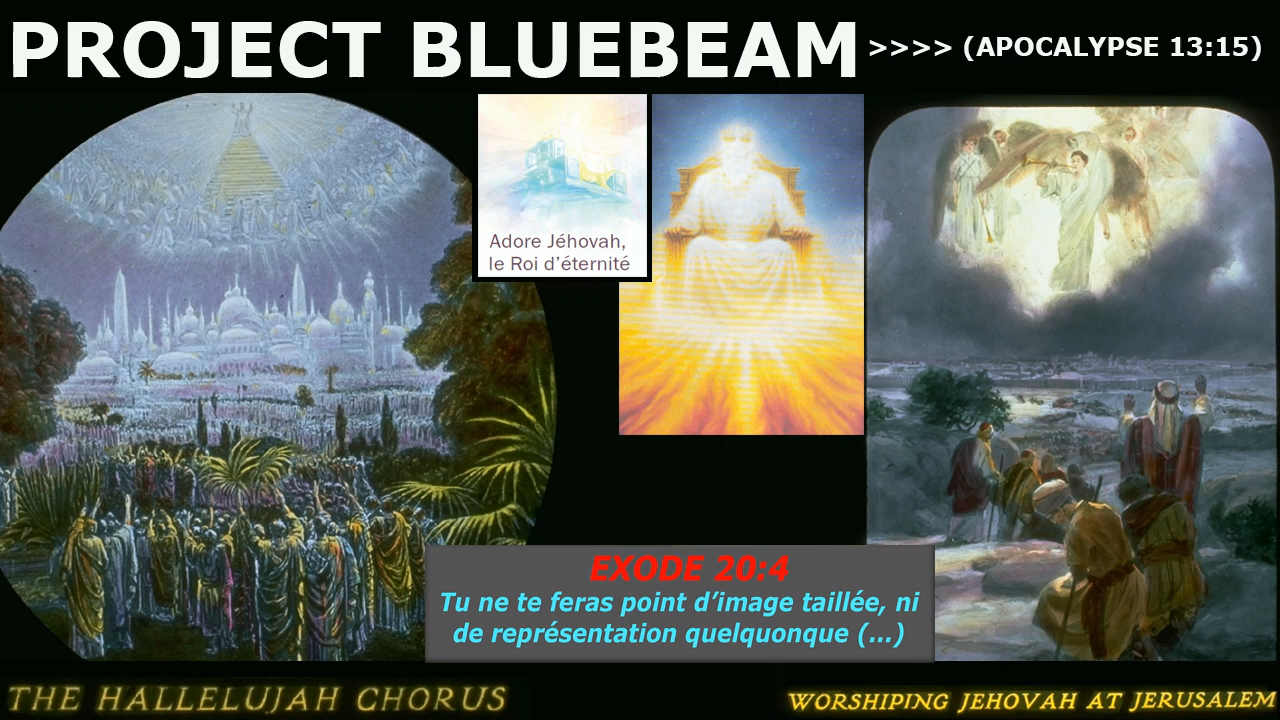 PROJECT BLUEBEAM >>>> (APOCALYPSE 13:15)
Adore Jéhovah,
le Roi d'éternité
EXODE 20:4
Tu ne te feras point d'image taillée, ni
de représentation quelquonque (...)
THE HALLELUJAH CHORUS
WORSHIPING JEHOVAH AT JERUSALEM